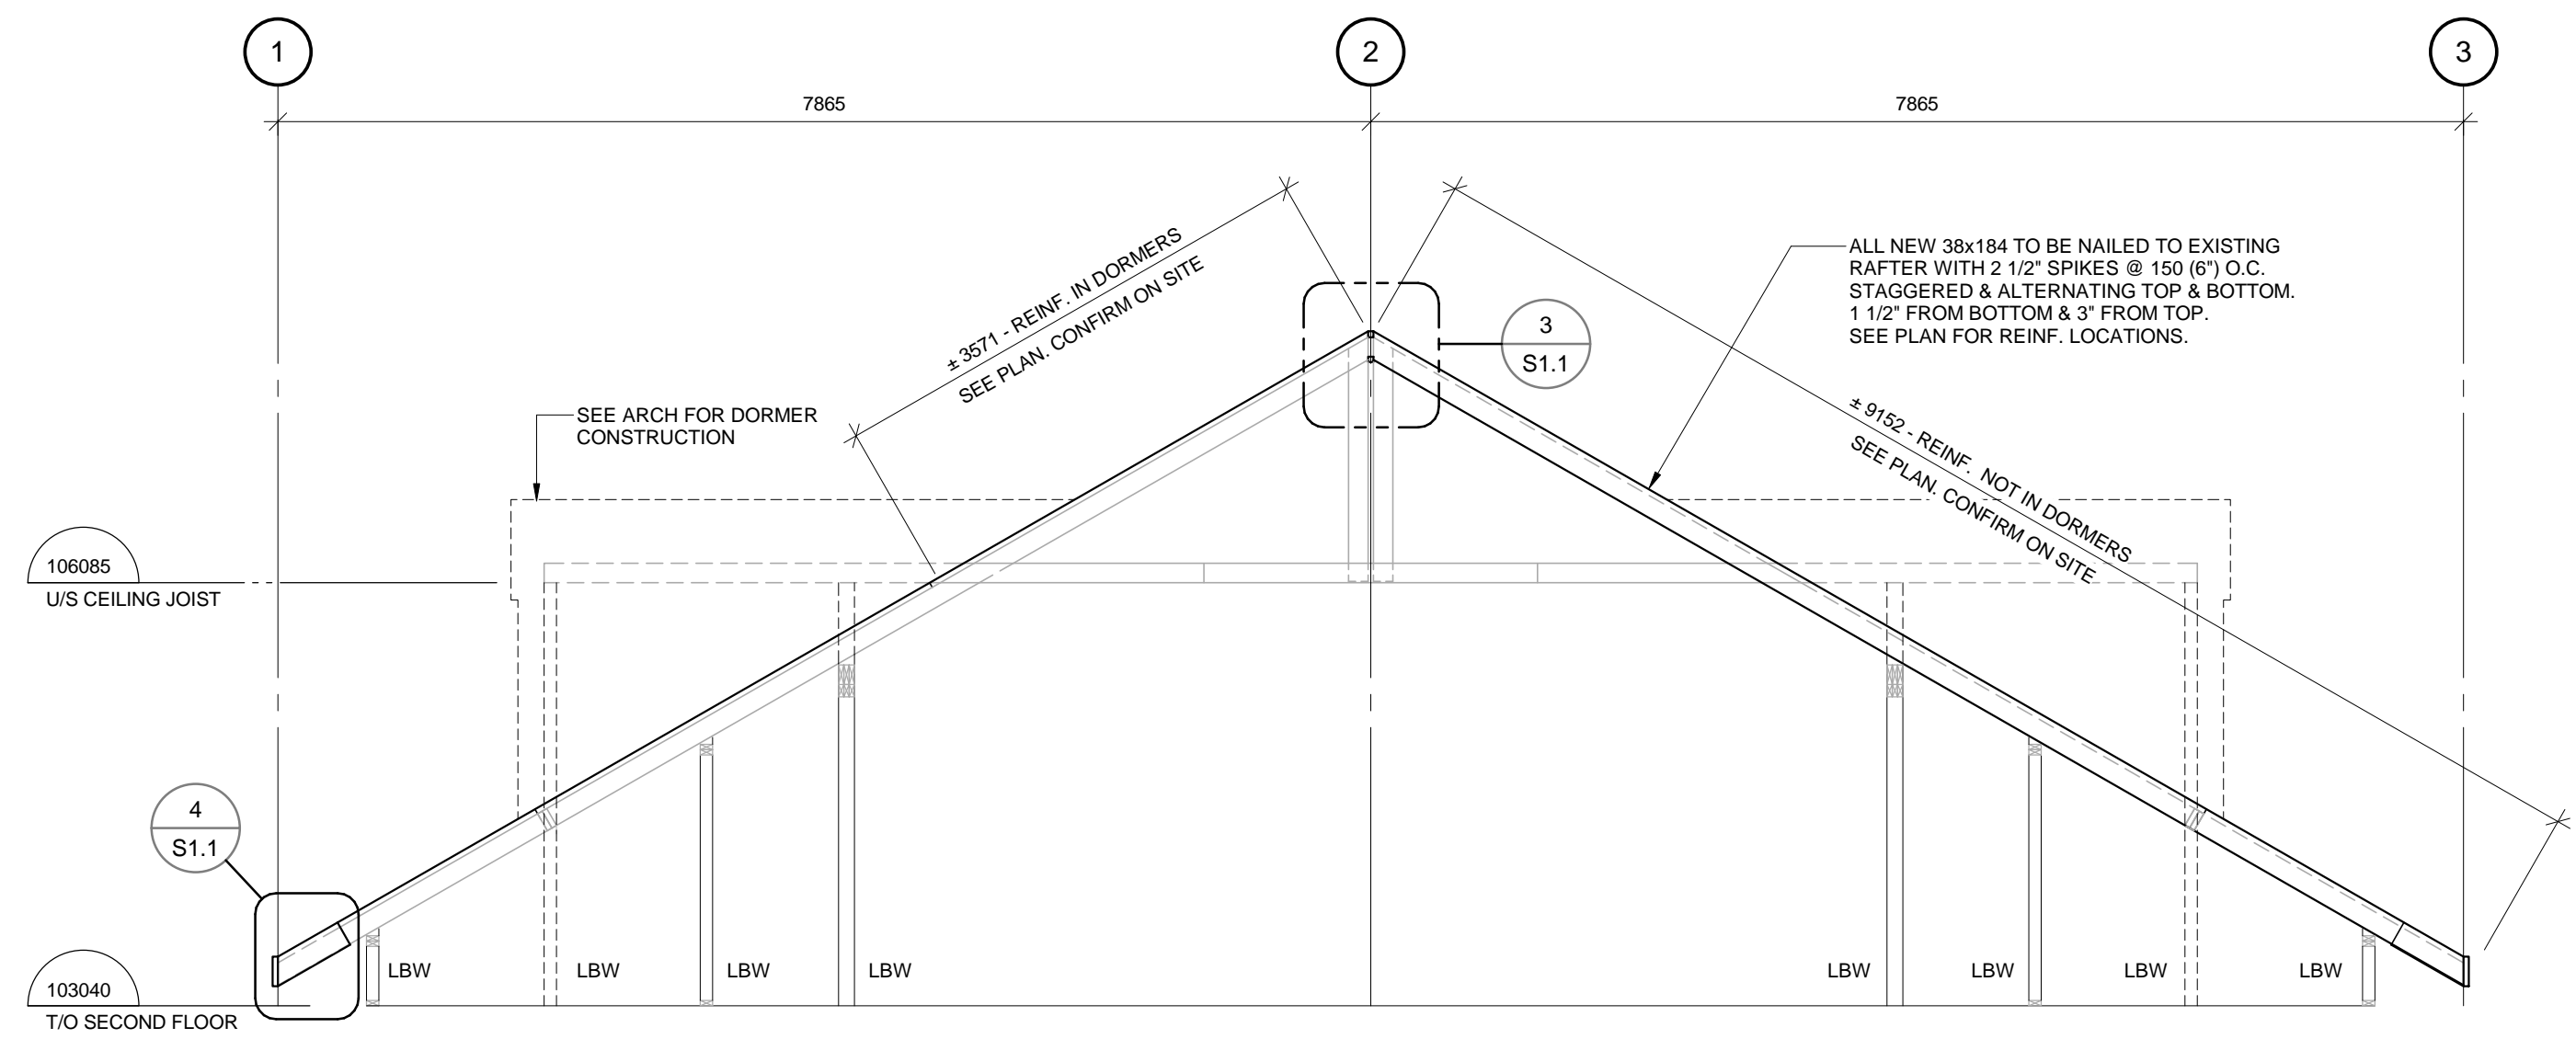 1
2
3
7865
7865
± 3571 - REINF. IN DORMERS
SEE PLAN. CONFIRM ON SITE
3
S1.1
ALL NEW 38x184 TO BE NAILED TO EXISTING
RAFTER WITH 2 1/2" SPIKES @ 150 (6") O.C.
STAGGERED & ALTERNATING TOP & BOTTOM.
1 1/2" FROM BOTTOM & 3" FROM TOP.
SEE PLAN FOR REINF. LOCATIONS.
± 9152 - REINF. NOT IN DORMERS
SEE PLAN. CONFIRM ON SITE
SEE ARCH FOR DORMER
CONSTRUCTION
106085
U/S CEILING JOIST
4
S1.1
LBW
LBW
LBW
LBW
LBW
LBW
LBW
LBW
103040
T/O SECOND FLOOR